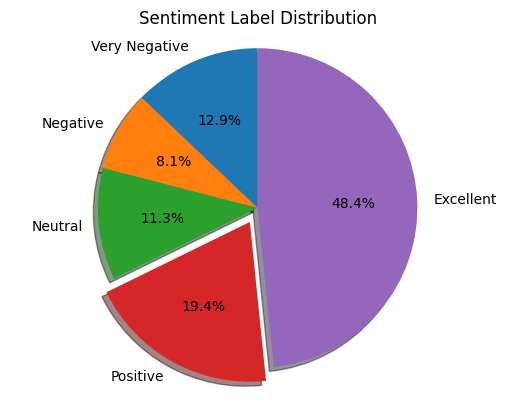 Sentiment Label Distribution
Very Negative
12.9%
Negative
8.1%
Neutral
11.3%
Positive
19.4%
Excellent
48.4%